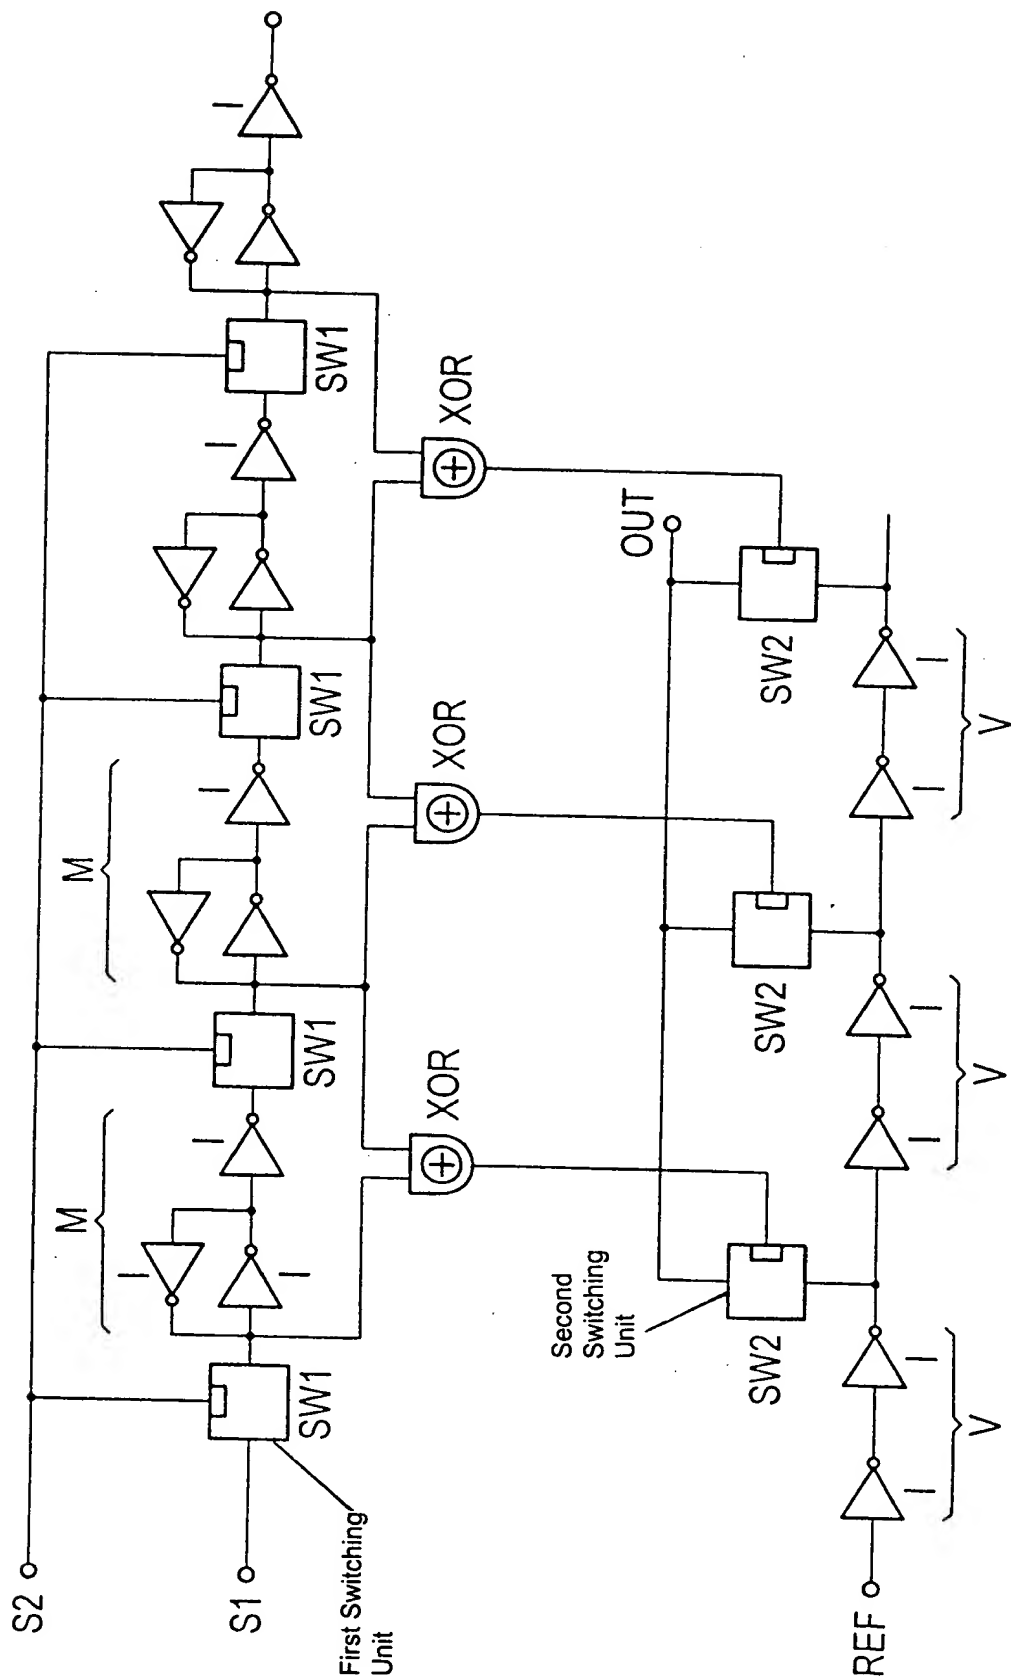 S2
M M
I
I I I I
S1
I
SW1 SW1 SW1 SW1
First Switching
Unit
XOR XOR XOR
Second
Switching
Unit
OUT
SW2 SW2 SW2
REF
I I I I I I
V V V